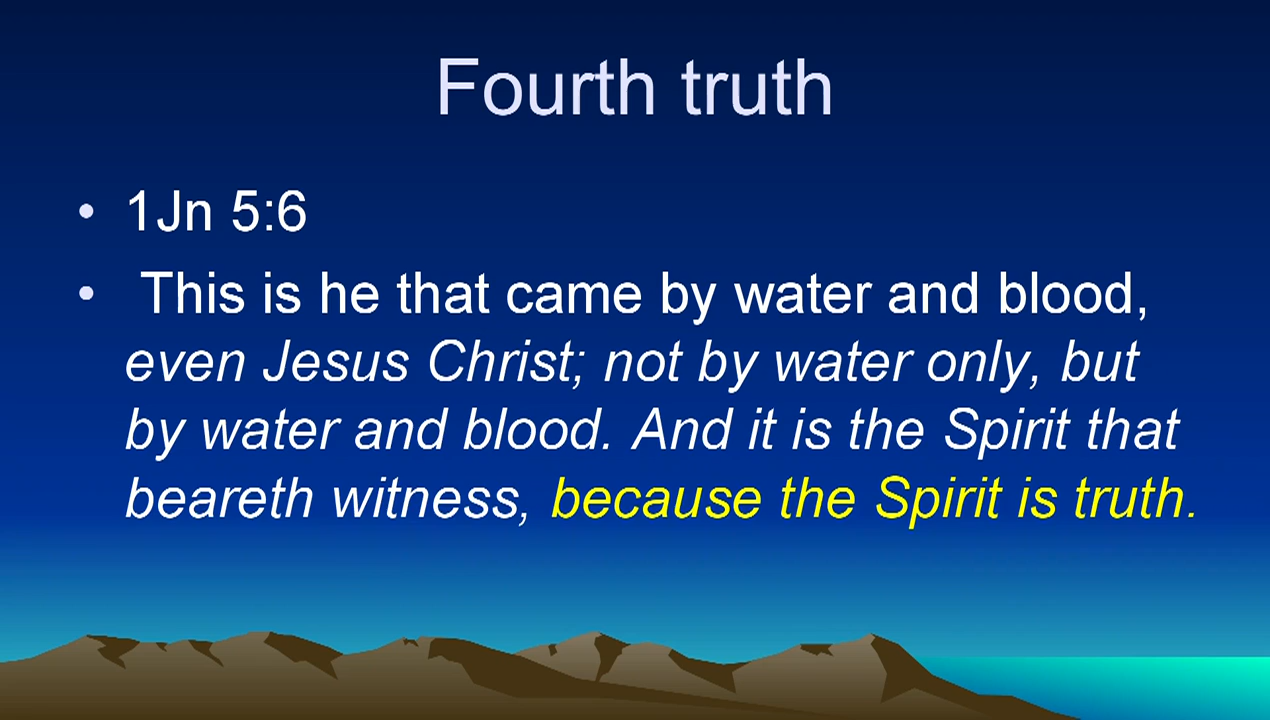 Fourth truth
• 1Jn 5:6
• This is he that came by water and blood,
even Jesus Christ; not by water only, but
by water and blood. And it is the Spirit that
beareth witness, because the Spirit is truth.